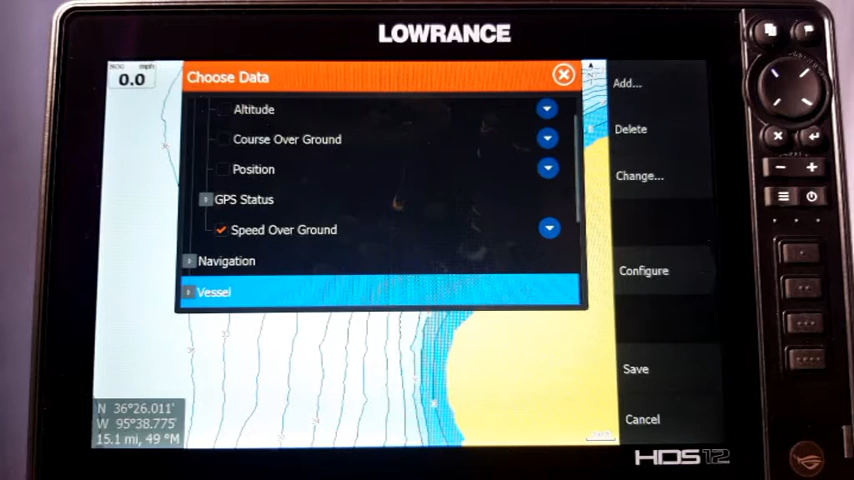 LOWRANCE
mph
0.0
Choose Data
Altitude
Course Over Ground
Position
GPS Status
Speed Over Ground
Navigation
Vessel
Add...
Delete
Change...
Configure
Save
Cancel
N 36°26.011'
W 95°38.775'
15.1 mi, 49 °M
HDS12